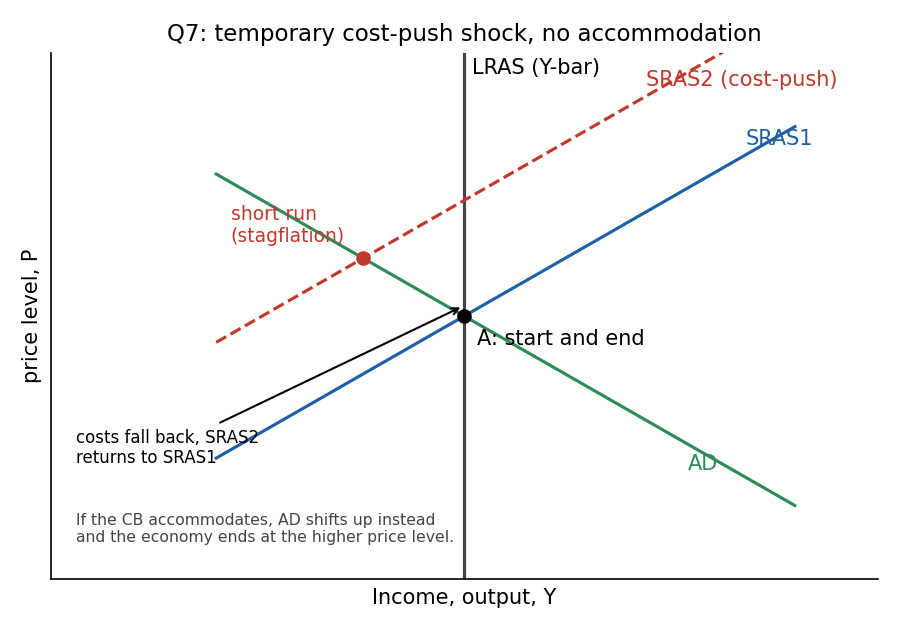 Q7: temporary cost-push shock, no accommodation
LRAS (Y-bar)
SRAS2 (cost-push)
SRAS1
short run
(stagflation)
A: start and end
costs fall back, SRAS2
returns to SRAS1
AD
If the CB accommodates, AD shifts up instead
and the economy ends at the higher price level.
price level, P
Income, output, Y